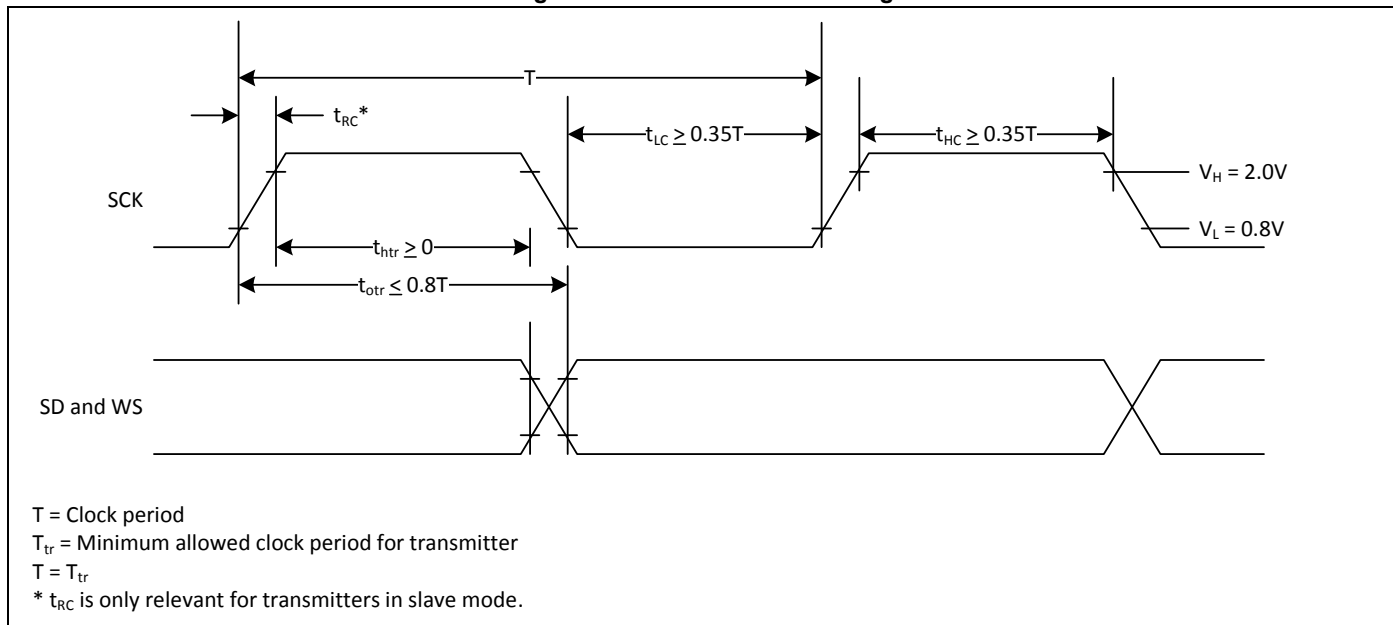 T
t_RC*
t_LC ≥ 0.35T
t_HC ≥ 0.35T
V_H = 2.0V
SCK
V_L = 0.8V
t_htr ≥ 0
t_otr ≤ 0.8T
SD and WS
T = Clock period
T_tr = Minimum allowed clock period for transmitter
T = T_tr
* t_RC is only relevant for transmitters in slave mode.